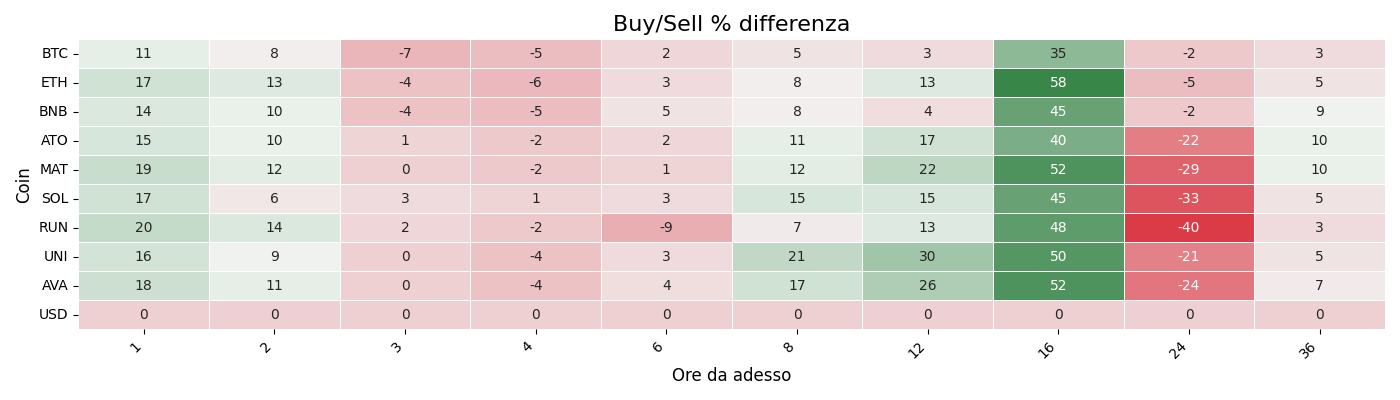 Buy/Sell % differenza
Coin
BTC 11 8 -7 -5 2 5 3 35 -2 3
ETH 17 13 -4 -6 3 8 13 58 -5 5
BNB 14 10 -4 -5 5 8 4 45 -2 9
ATO 15 10 1 -2 2 11 17 40 -22 10
MAT 19 12 0 -2 1 12 22 52 -29 10
SOL 17 6 3 1 3 15 15 45 -33 5
RUN 20 14 2 -2 -9 7 13 48 -40 3
UNI 16 9 0 -4 3 21 30 50 -21 5
AVA 18 11 0 -4 4 17 26 52 -24 7
USD 0 0 0 0 0 0 0 0 0 0
1 2 3 4 6 8 12 16 24 36
Ore da adesso